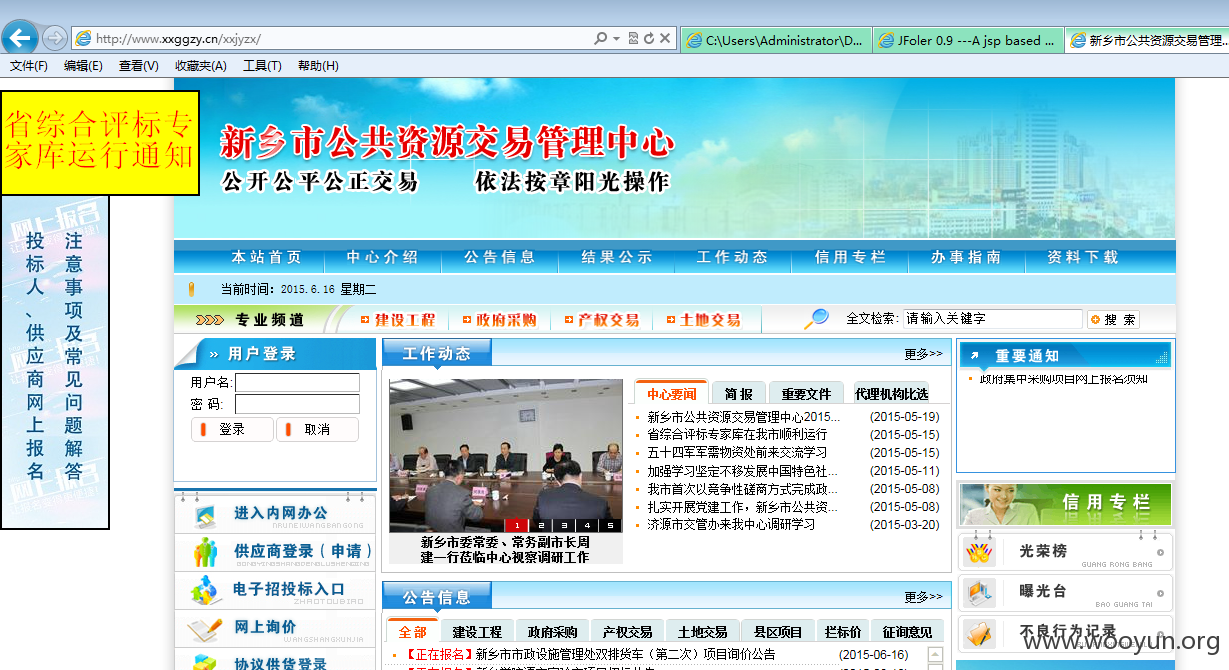 http://www.xxggzy.cn/xxjyzx/
C:\Users\Administrator\D...
JFoler 0.9 ---A jsp based ...
新乡市公共资源交易管理...
文件(F) 编辑(E) 查看(V) 收藏夹(A) 工具(T) 帮助(H)
省综合评标专
家库运行通知
新乡市公共资源交易管理中心
公开公平公正交易 依法按章阳光操作
网上报名
投标人、供应商网上报名
注意事项及常见问题解答
本站首页 中心介绍 公告信息 结果公示 工作动态 信用专栏 办事指南 资料下载
当前时间：2015.6.16 星期二
专业频道 建设工程 政府采购 产权交易 土地交易
全文检索: 请输入关键字 搜 索
» 用户登录
用户名:
密 码:
登录 取消
进入内网办公
供应商登录（申请）
电子招投标入口
ZHAOTOUBIAO
网上询价
WANGSHANGXUNJIA
协议供货登录
工作动态 更多>>
1 2 3 4 5
新乡市委常委、常务副市长周
建一行莅临中心视察调研工作
中心要闻 简 报 重要文件 代理机构比选
新乡市公共资源交易管理中心2015... (2015-05-19)
省综合评标专家库在我市顺利运行 (2015-05-15)
五十四军军需物资处前来交流学习 (2015-05-15)
加强学习坚定不移发展中国特色社... (2015-05-11)
我市首次以竞争性磋商方式完成政... (2015-05-08)
扎实开展党建工作，新乡市公共资... (2015-05-08)
济源市交管办来我中心调研学习 (2015-03-20)
公告信息 更多>>
全部 建设工程 政府采购 产权交易 土地交易 县区项目 拦标价 征询意见
【正在报名】新乡市市政设施管理处双排货车（第二次）项目询价公告 (2015-06-16)
重要通知
政府集中采购项目网上报名须知
信用专栏
光荣榜
GUANG RONG BANG
曝光台
BAO GUANG TAI
不良行为记录
www.wooyun.org